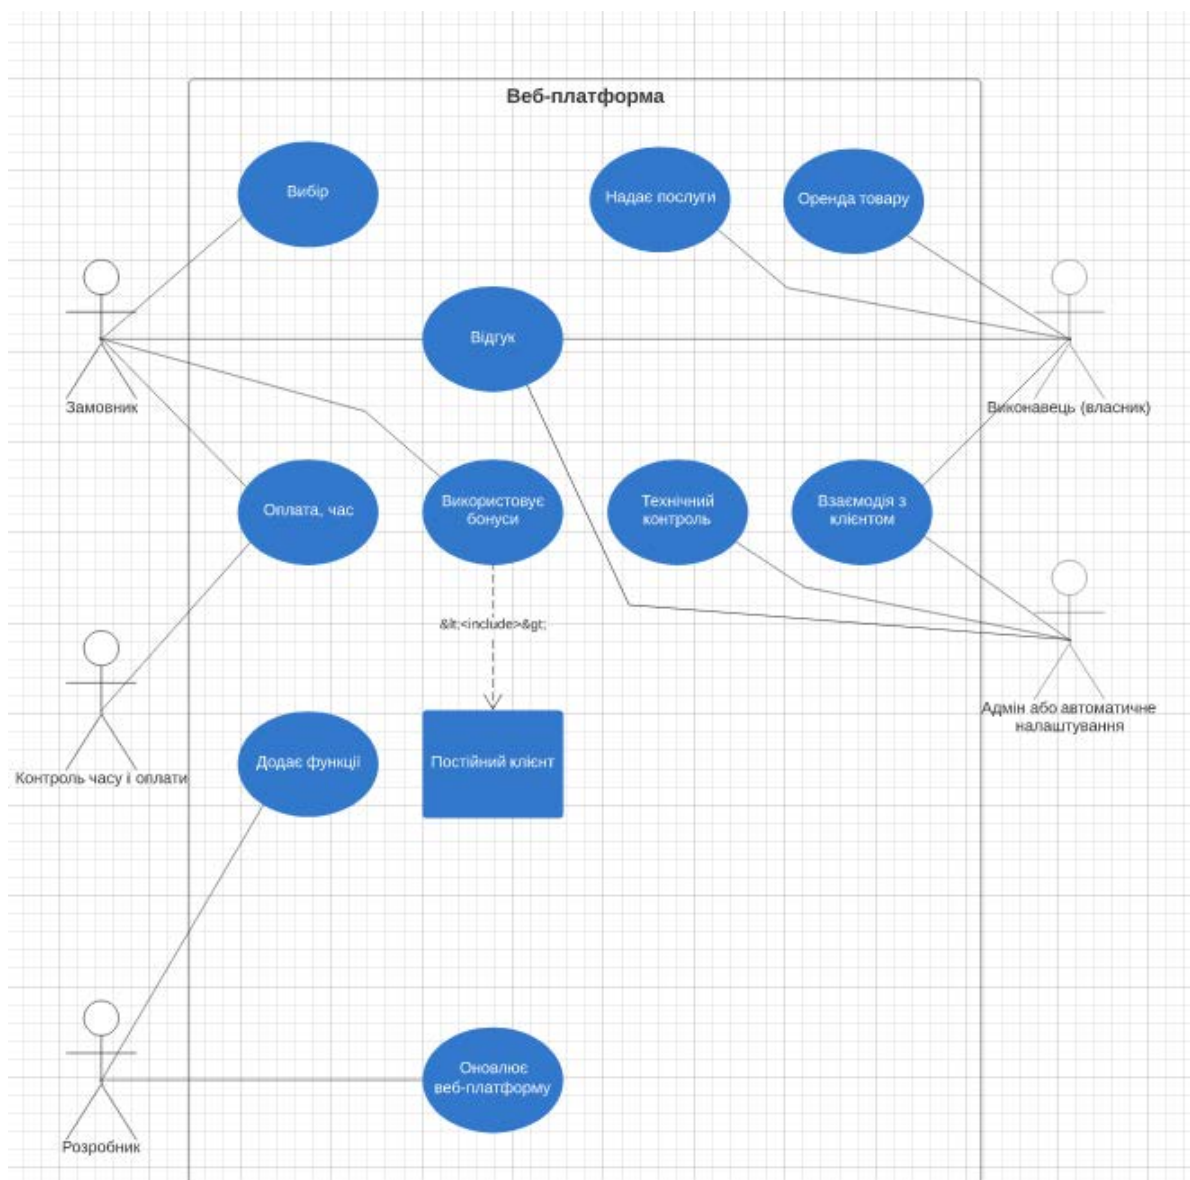 Веб-платформа
Вибір
Надає послуги
Оренда товару
Відгук
Замовник
Виконавець (власник)
Оплата, час
Використовує
бонуси
Технічний
контроль
Взаємодія з
клієнтом
&lt;<include>&gt;
Адмін або автоматичне
налаштування
Контроль часу і оплати
Додає функції
Постійний клієнт
Оновлює
веб-платформу
Розробник